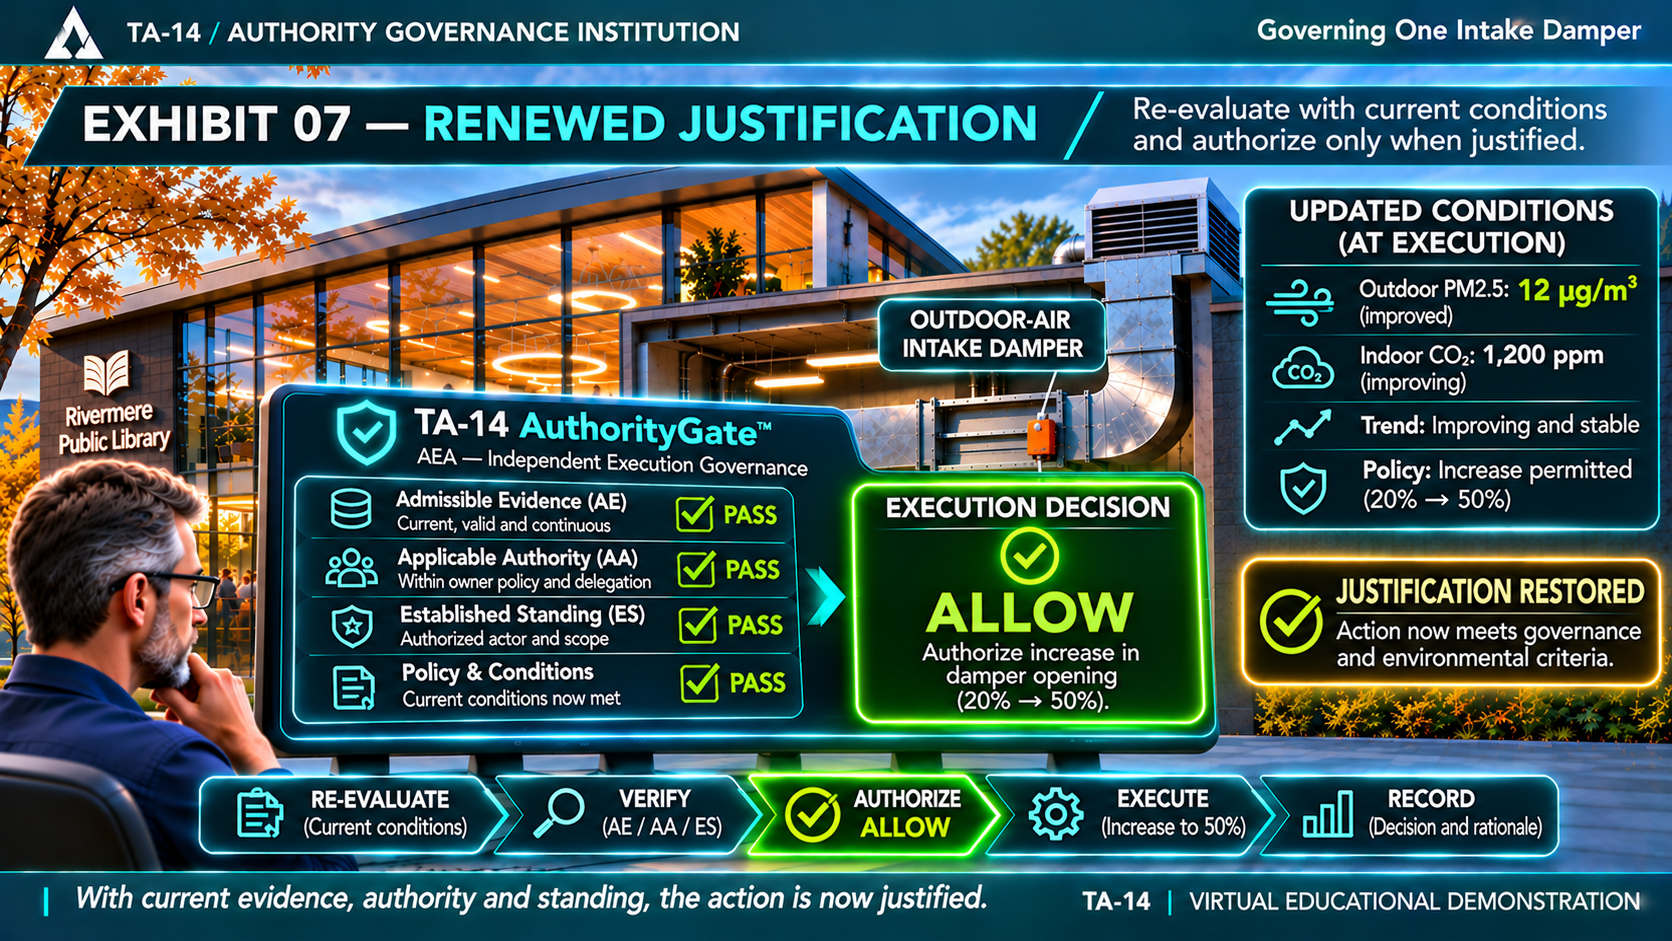 TA-14 / AUTHORITY GOVERNANCE INSTITUTION
Governing One Intake Damper
EXHIBIT 07 — RENEWED JUSTIFICATION
Re-evaluate with current conditions
and authorize only when justified.
UPDATED CONDITIONS
(AT EXECUTION)
Outdoor PM2.5: 12 µg/m³
(improved)
CO₂
Indoor CO₂: 1,200 ppm
(improving)
Trend: Improving and stable
Policy: Increase permitted
(20% → 50%)
OUTDOOR-AIR
INTAKE DAMPER
Rivermere
Public Library
TA-14 AuthorityGate™
AEA — Independent Execution Governance
Admissible Evidence (AE)
Current, valid and continuous
PASS
Applicable Authority (AA)
Within owner policy and delegation
PASS
Established Standing (ES)
Authorized actor and scope
PASS
Policy & Conditions
Current conditions now met
PASS
EXECUTION DECISION
ALLOW
Authorize increase in
damper opening
(20% → 50%).
JUSTIFICATION RESTORED
Action now meets governance
and environmental criteria.
RE-EVALUATE
(Current conditions)
VERIFY
(AE / AA / ES)
AUTHORIZE
ALLOW
EXECUTE
(Increase to 50%)
RECORD
(Decision and rationale)
With current evidence, authority and standing, the action is now justified.
TA-14 | VIRTUAL EDUCATIONAL DEMONSTRATION